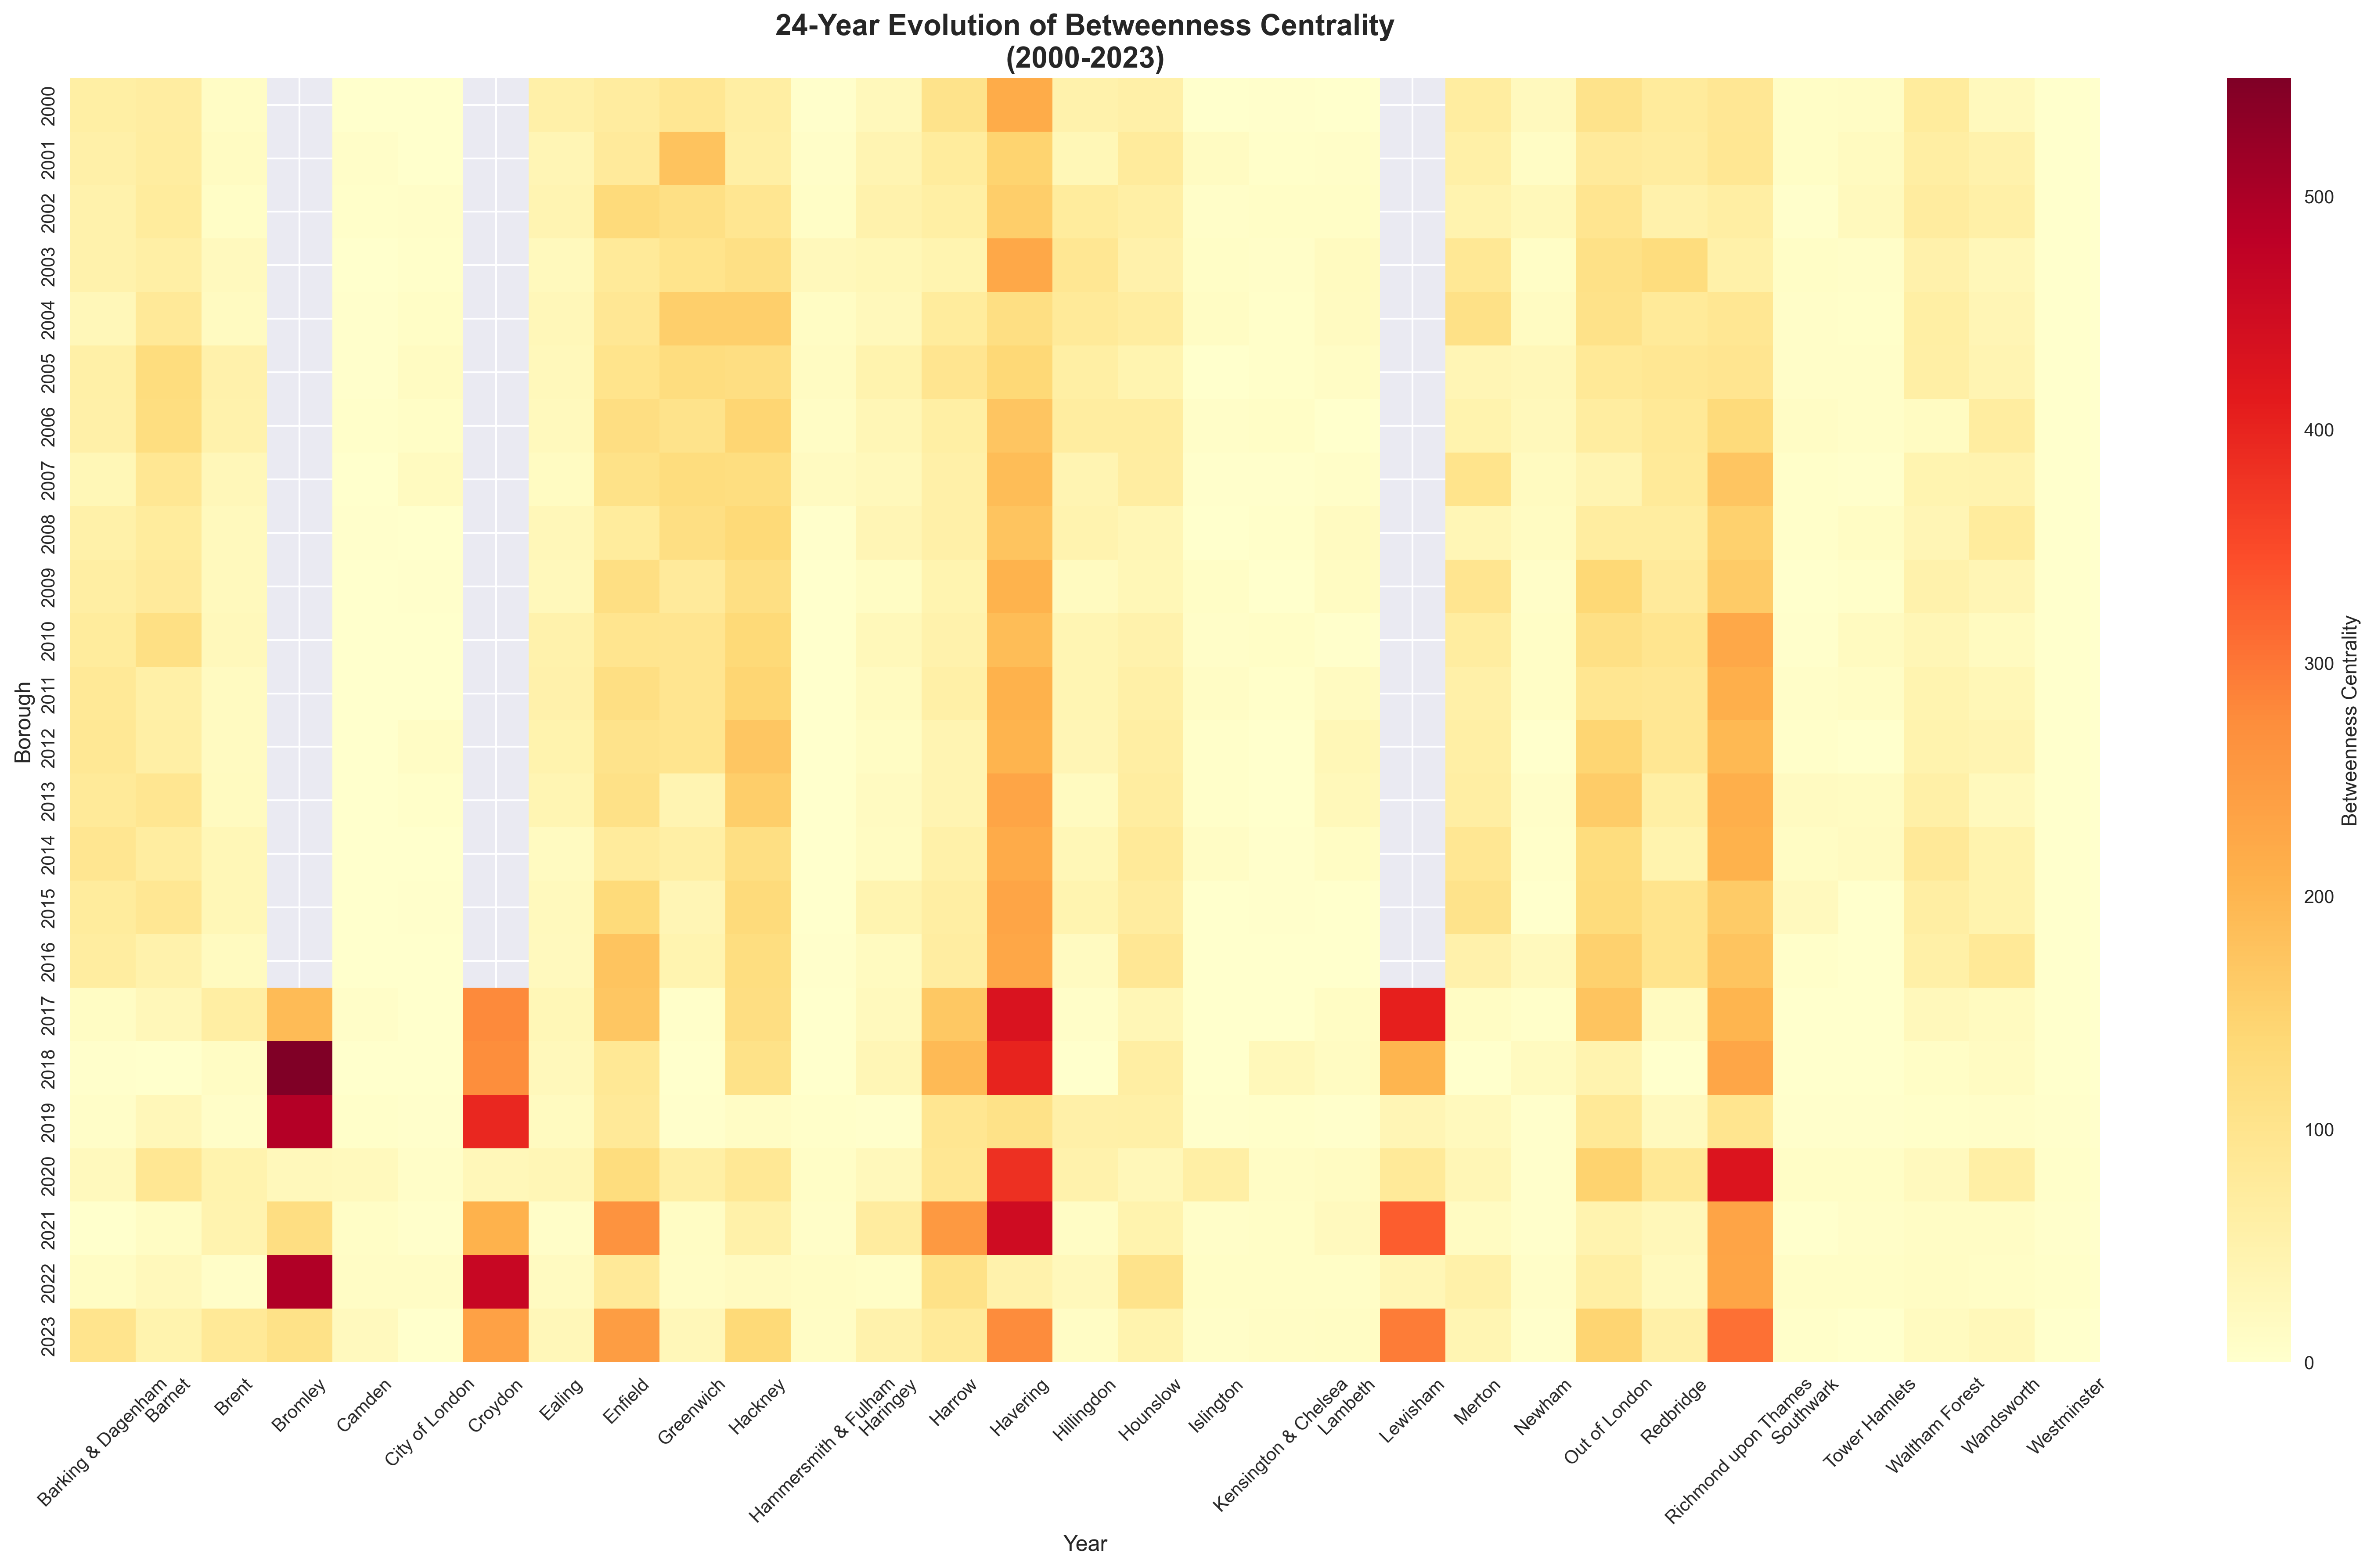 24-Year Evolution of Betweenness Centrality
(2000-2023)
Borough
2000
2001
2002
2003
2004
2005
2006
2007
2008
2009
2010
2011
2012
2013
2014
2015
2016
2017
2018
2019
2020
2021
2022
2023
Barking & Dagenham
Barnet
Brent
Bromley
Camden
City of London
Croydon
Ealing
Enfield
Greenwich
Hackney
Hammersmith & Fulham
Haringey
Harrow
Havering
Hillingdon
Hounslow
Islington
Kensington & Chelsea
Lambeth
Lewisham
Merton
Newham
Out of London
Redbridge
Richmond upon Thames
Southwark
Tower Hamlets
Waltham Forest
Wandsworth
Westminster
Year
500
400
300
200
100
0
Betweenness Centrality